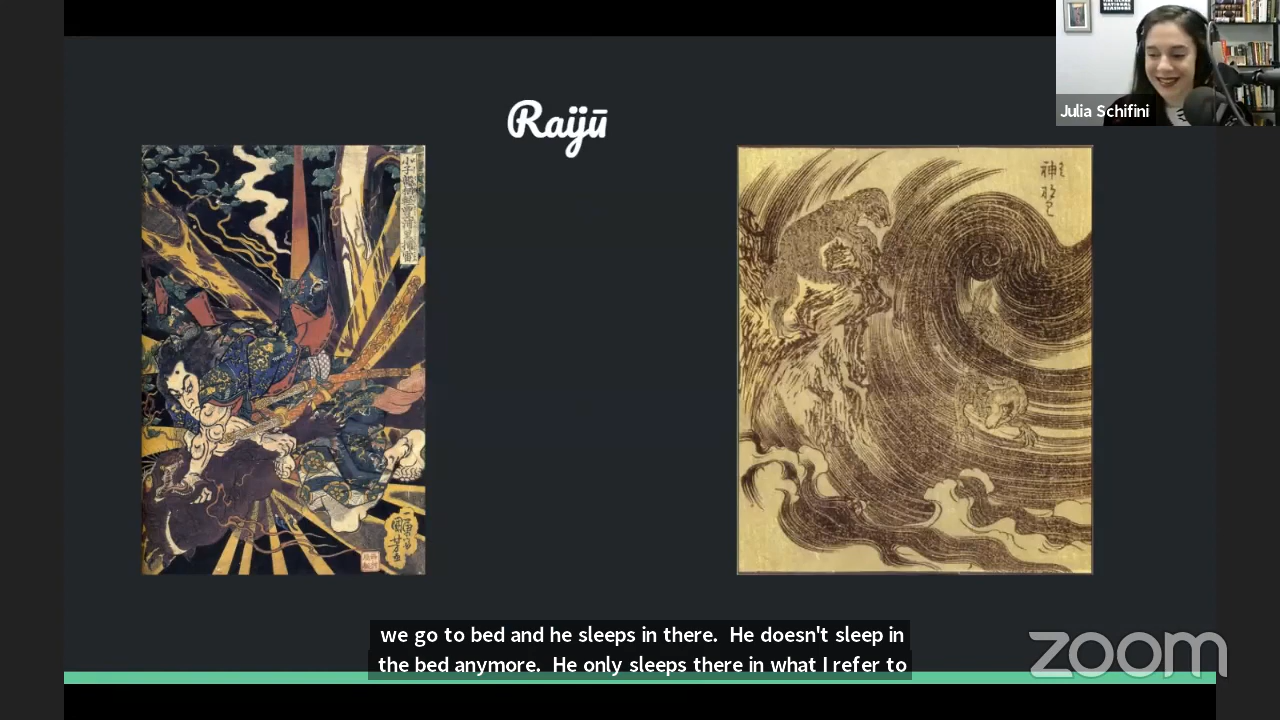 Raijū
Julia Schifini
神
we go to bed and he sleeps in there.  He doesn't sleep in
the bed anymore.  He only sleeps there in what I refer to
zoom